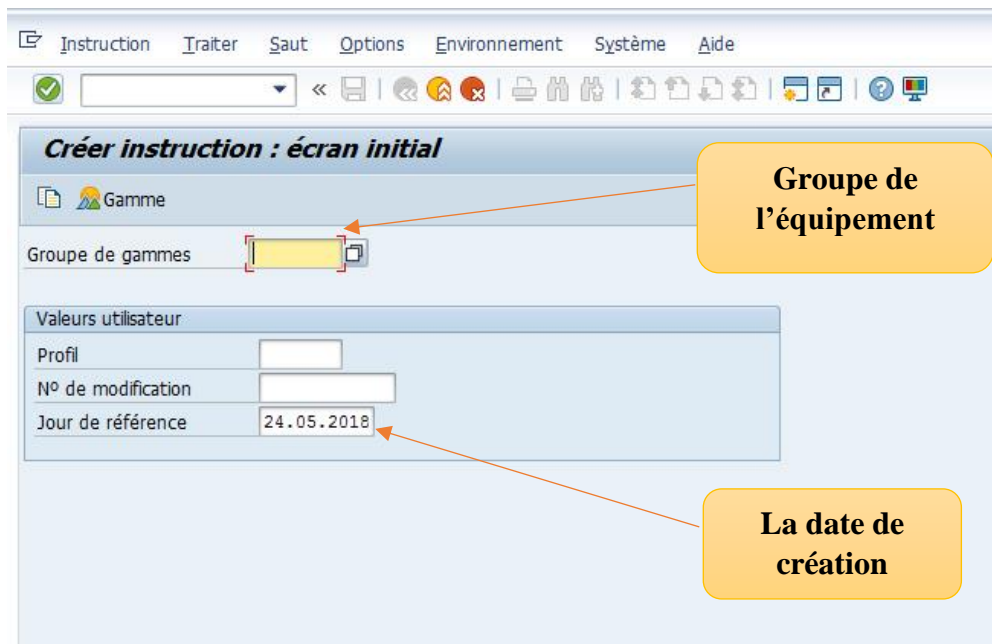 Instruction Traiter Saut Options Environnement Système Aide
Créer instruction : écran initial
Gamme
Groupe de gammes
Groupe de
l’équipement
Valeurs utilisateur
Profil
Nº de modification
Jour de référence 24.05.2018
La date de
création